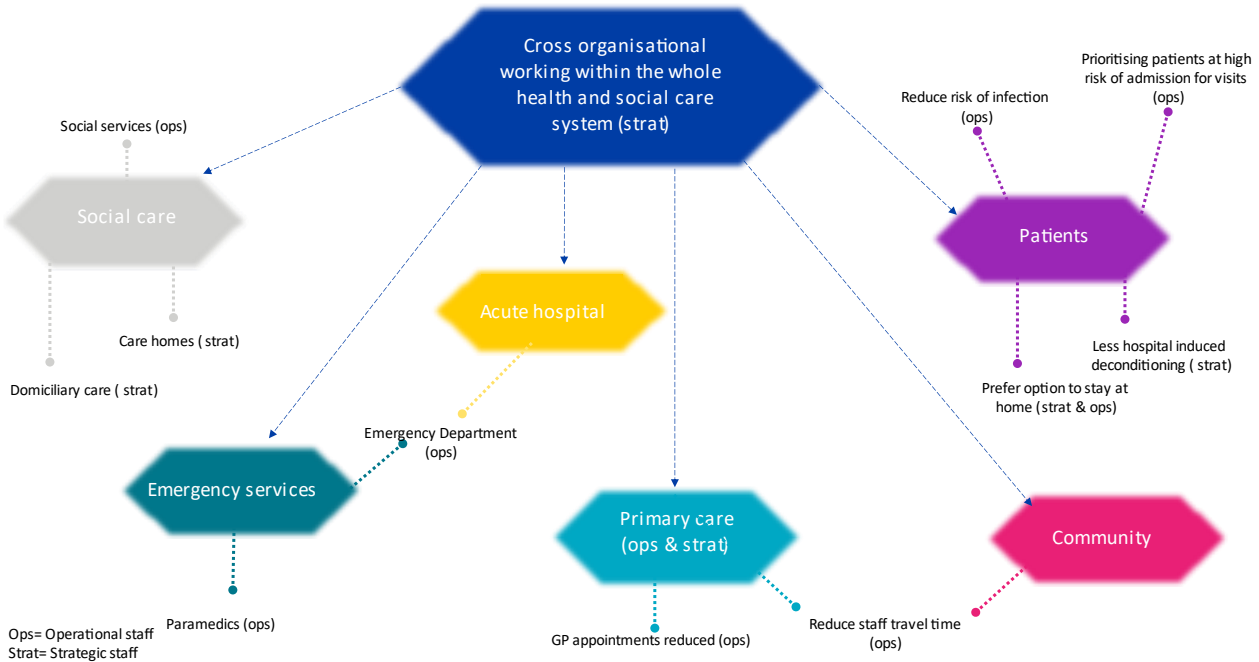 Cross organisational
working within the whole
health and social care
system (strat)
Prioritising patients at high
risk of admission for visits
(ops)
Reduce risk of infection
(ops)
Social services (ops)
Social care
Patients
Acute hospital
Care homes ( strat)
Domiciliary care ( strat)
Less hospital induced
deconditioning ( strat)
Prefer option to stay at
home (strat & ops)
Emergency Department
(ops)
Emergency services
Primary care
(ops & strat)
Community
Paramedics (ops)
GP appointments reduced (ops)
Reduce staff travel time
(ops)
Ops= Operational staff
Strat= Strategic staff